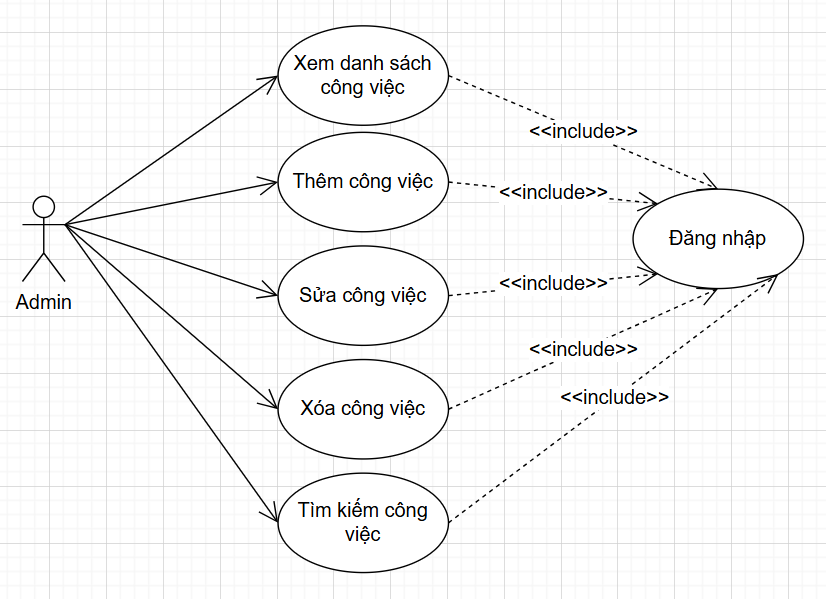 Xem danh sách
công việc
<<include>>
Thêm công việc
<<include>>
Đăng nhập
Admin
Sửa công việc
<<include>>
<<include>>
Xóa công việc
<<include>>
Tìm kiếm công
việc